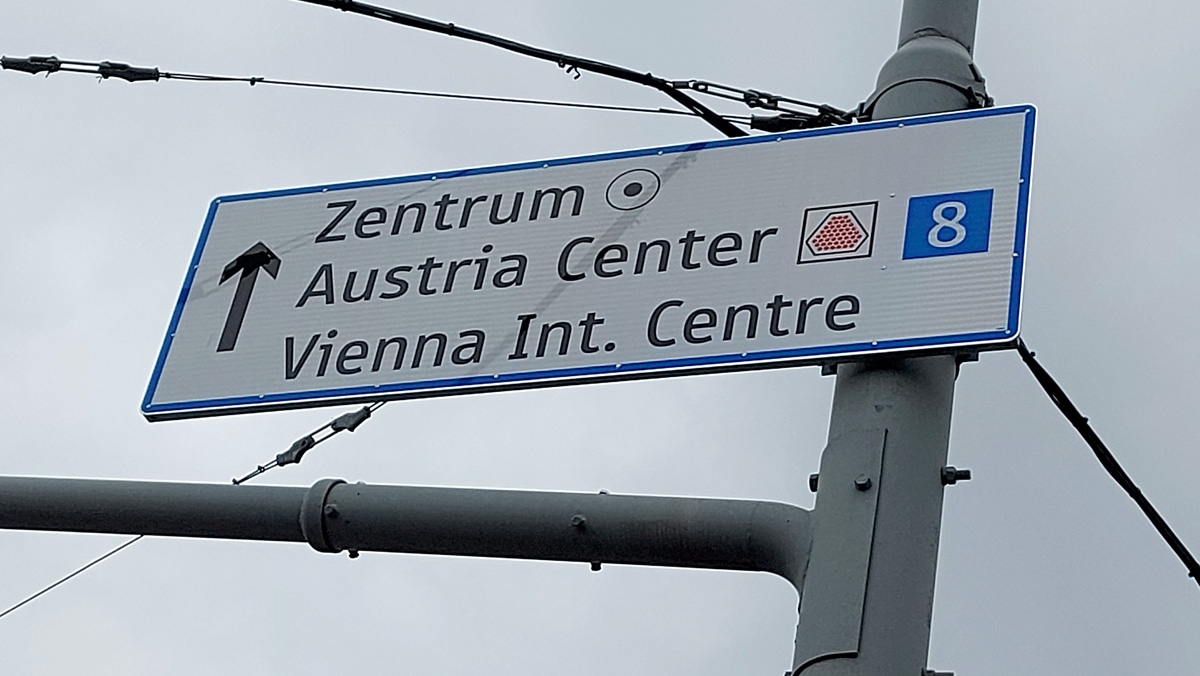 Zentrum
Austria Center 8
Vienna Int. Centre